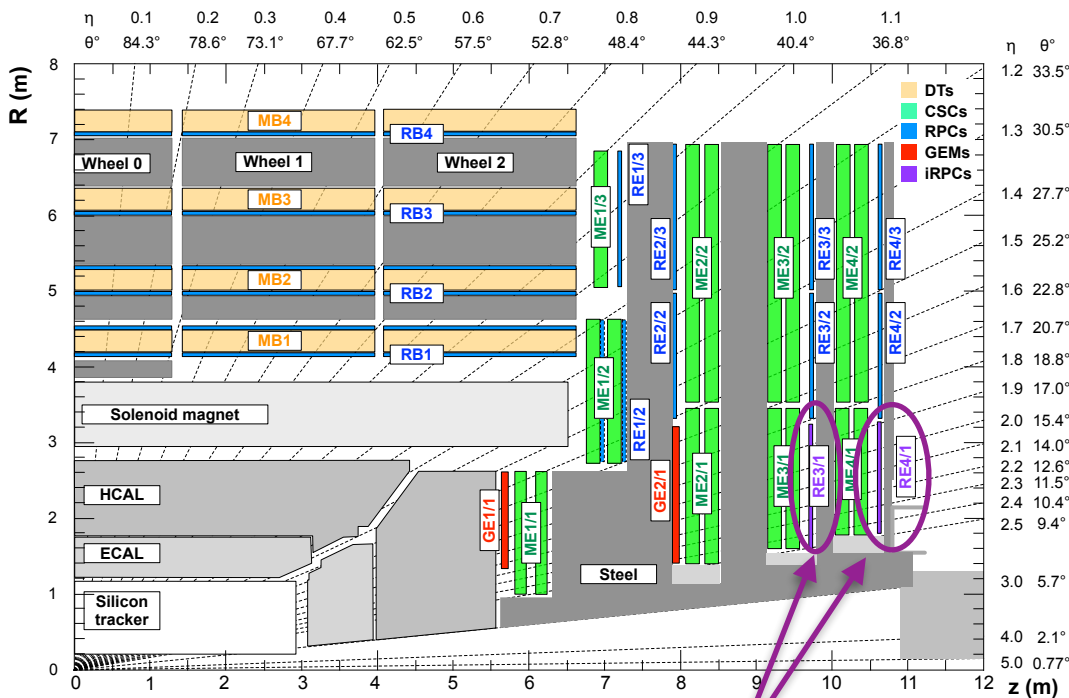 η 0.1 0.2 0.3 0.4 0.5 0.6 0.7 0.8 0.9 1.0 1.1
θ° 84.3° 78.6° 73.1° 67.7° 62.5° 57.5° 52.8° 48.4° 44.3° 40.4° 36.8° η θ°
R (m)
8 1.2 33.5°
DTs
CSCs
RPCs
GEMs
iRPCs
MB4
RB4
7 1.3 30.5°
Wheel 0 Wheel 1 Wheel 2
RE1/3
ME1/3
1.4 27.7°
MB3
RB3
6
RE2/3
ME2/2
ME3/2
RE3/3
ME4/2
RE4/3
1.5 25.2°
MB2
RB2
5 1.6 22.8°
RE2/2
RE3/2
RE4/2
1.7 20.7°
MB1
RB1
4 1.8 18.8°
ME1/2
RE1/2
1.9 17.0°
Solenoid magnet
2.0 15.4°
3 2.1 14.0°
2.2 12.6°
2.3 11.5°
HCAL
GE1/1
ME1/1
GE2/1
ME2/1
ME3/1
RE3/1
ME4/1
RE4/1
2.4 10.4°
2 2.5 9.4°
ECAL
Steel
3.0 5.7°
1
Silicon
tracker
4.0 2.1°
0 5.0 0.77°
0 1 2 3 4 5 6 7 8 9 10 11 12
z (m)